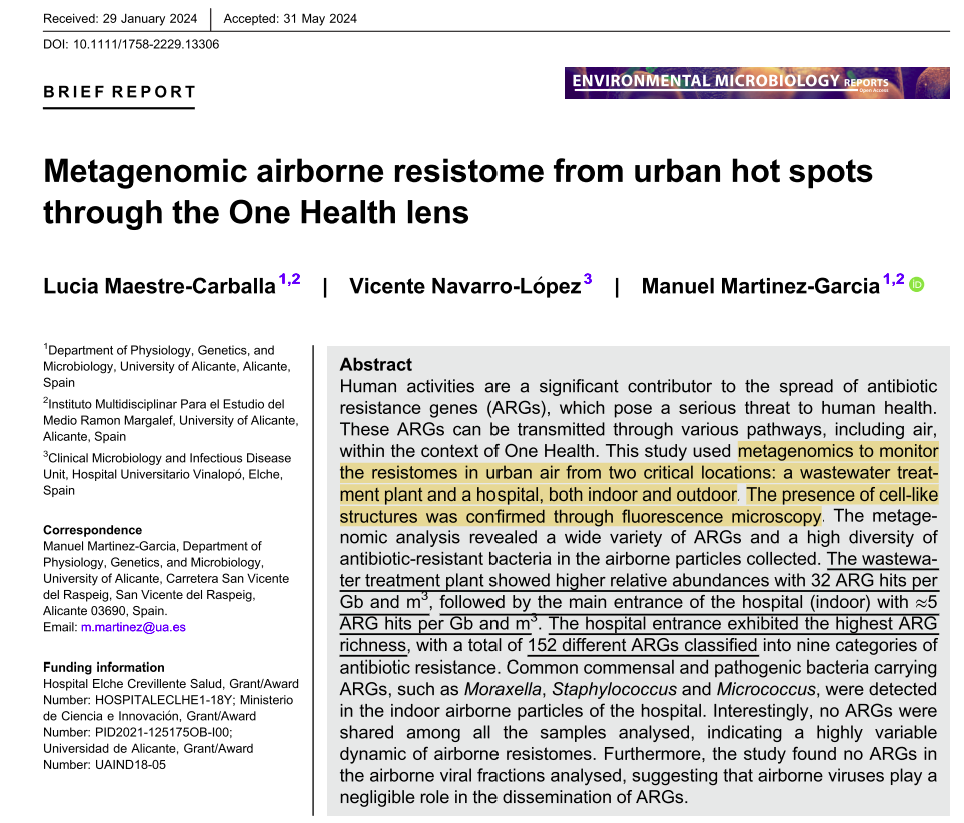 Received: 29 January 2024 | Accepted: 31 May 2024
DOI: 10.1111/1758-2229.13306
BRIEF REPORT
ENVIRONMENTAL MICROBIOLOGY REPORTS
Open Access
Metagenomic airborne resistome from urban hot spots
through the One Health lens
Lucia Maestre-Carballa1,2 | Vicente Navarro-López3 | Manuel Martinez-Garcia1,2 iD
1Department of Physiology, Genetics, and
Microbiology, University of Alicante, Alicante,
Spain
2Instituto Multidisciplinar Para el Estudio del
Medio Ramon Margalef, University of Alicante,
Alicante, Spain
3Clinical Microbiology and Infectious Disease
Unit, Hospital Universitario Vinalopó, Elche,
Spain
Correspondence
Manuel Martinez-Garcia, Department of
Physiology, Genetics, and Microbiology,
University of Alicante, Carretera San Vicente
del Raspeig, San Vicente del Raspeig,
Alicante 03690, Spain.
Email: m.martinez@ua.es
Funding information
Hospital Elche Crevillente Salud, Grant/Award
Number: HOSPITALECLHE1-18Y; Ministerio
de Ciencia e Innovación, Grant/Award
Number: PID2021-125175OB-I00;
Universidad de Alicante, Grant/Award
Number: UAIND18-05
Abstract
Human activities are a significant contributor to the spread of antibiotic
resistance genes (ARGs), which pose a serious threat to human health.
These ARGs can be transmitted through various pathways, including air,
within the context of One Health. This study used metagenomics to monitor
the resistomes in urban air from two critical locations: a wastewater treat-
ment plant and a hospital, both indoor and outdoor. The presence of cell-like
structures was confirmed through fluorescence microscopy. The metage-
nomic analysis revealed a wide variety of ARGs and a high diversity of
antibiotic-resistant bacteria in the airborne particles collected. The wastewa-
ter treatment plant showed higher relative abundances with 32 ARG hits per
Gb and m3, followed by the main entrance of the hospital (indoor) with ≈5
ARG hits per Gb and m3. The hospital entrance exhibited the highest ARG
richness, with a total of 152 different ARGs classified into nine categories of
antibiotic resistance. Common commensal and pathogenic bacteria carrying
ARGs, such as Moraxella, Staphylococcus and Micrococcus, were detected
in the indoor airborne particles of the hospital. Interestingly, no ARGs were
shared among all the samples analysed, indicating a highly variable
dynamic of airborne resistomes. Furthermore, the study found no ARGs in
the airborne viral fractions analysed, suggesting that airborne viruses play a
negligible role in the dissemination of ARGs.